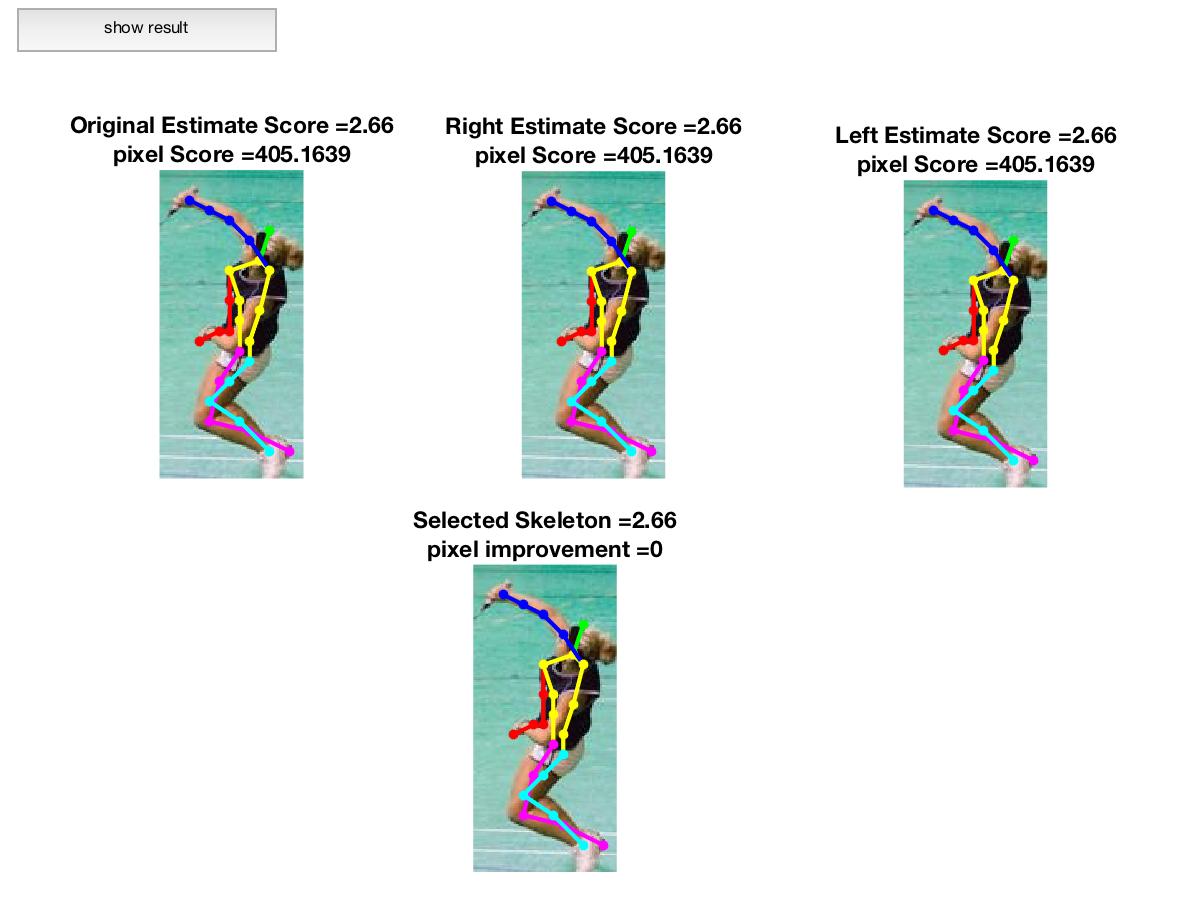 show result
Original Estimate Score =2.66
pixel Score =405.1639
Right Estimate Score =2.66
pixel Score =405.1639
Left Estimate Score =2.66
pixel Score =405.1639
Selected Skeleton =2.66
pixel improvement =0